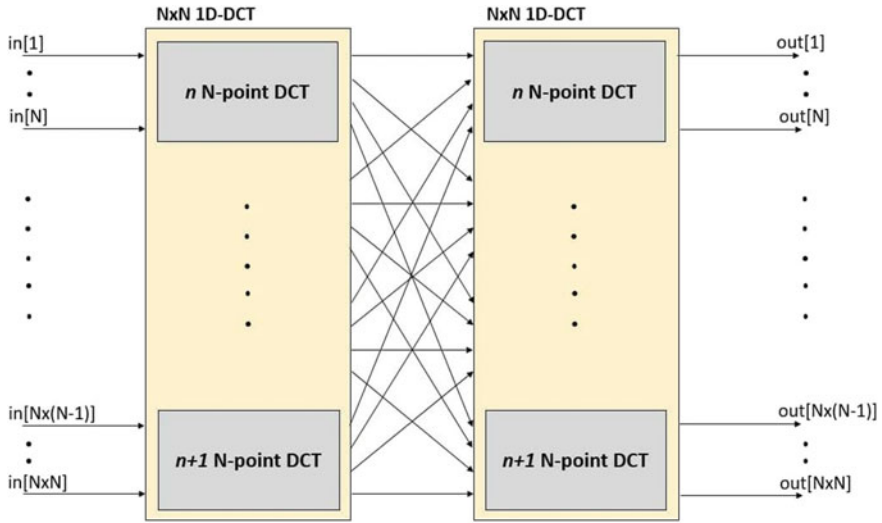 NxN 1D-DCT
NxN 1D-DCT
in[1]
n N-point DCT
n N-point DCT
out[1]
in[N]
out[N]
in[Nx(N-1)]
n+1 N-point DCT
n+1 N-point DCT
out[Nx(N-1)]
in[NxN]
out[NxN]